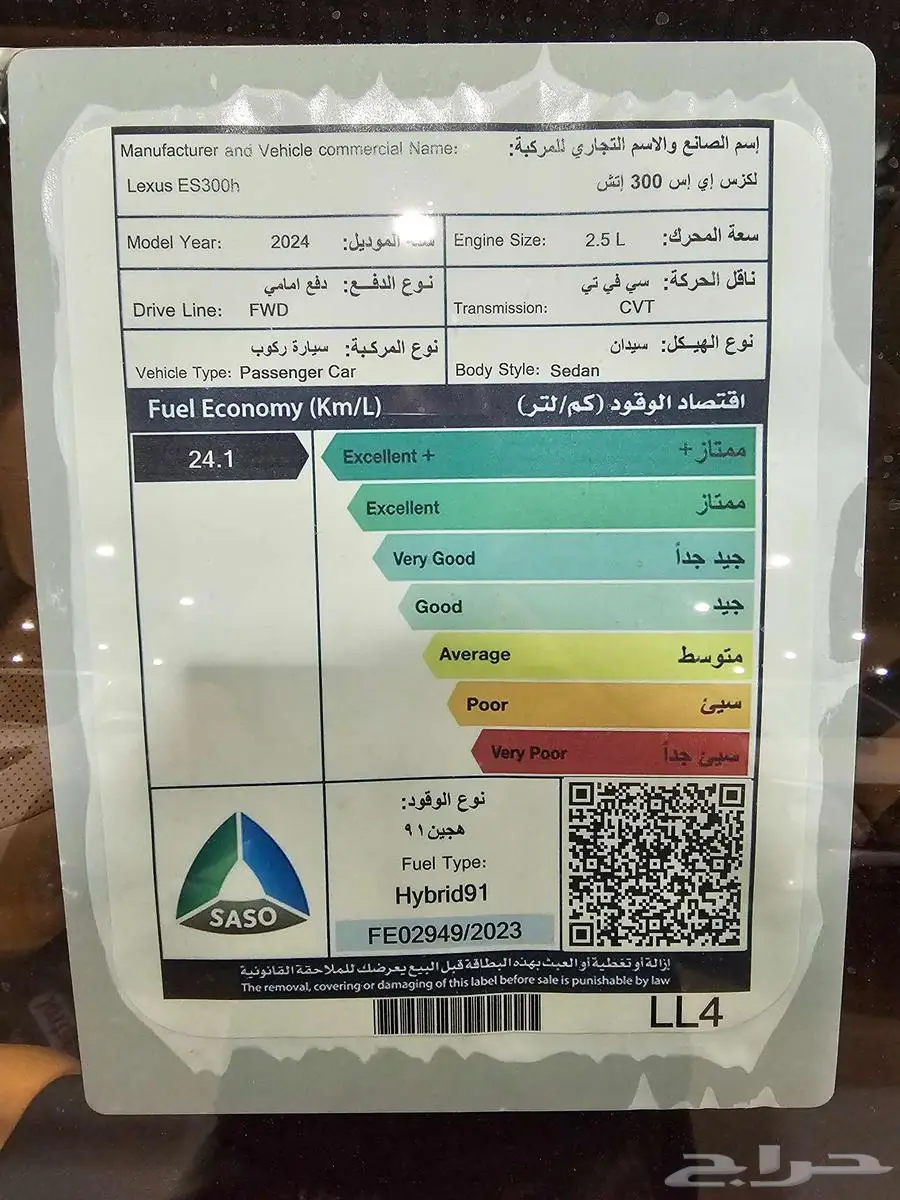 Manufacturer and Vehicle commercial Name: إسم الصانع والاسم التجاري للمركبة:
Lexus ES300h لكزس إي إس 300 إتش
Model Year: 2024 سنة الموديل:
Engine Size: 2.5 L سعة المحرك:
نوع الدفع: دفع امامي
Drive Line: FWD
ناقل الحركة: سي في تي
Transmission: CVT
نوع المركبة: سيارة ركوب
Vehicle Type: Passenger Car
نوع الهيكل: سيدان
Body Style: Sedan
Fuel Economy (Km/L) اقتصاد الوقود (كم/لتر)
24.1
Excellent + ممتاز+
Excellent ممتاز
Very Good جيد جداً
Good جيد
Average متوسط
Poor سيئ
Very Poor سيئ جداً
SASO
نوع الوقود:
هجين ٩١
Fuel Type:
Hybrid91
FE02949/2023
إزالة أو تغطية أو العبث بهذه البطاقة قبل البيع يعرضك للملاحقة القانونية
The removal, covering or damaging of this label before sale is punishable by law
LL4
حراج